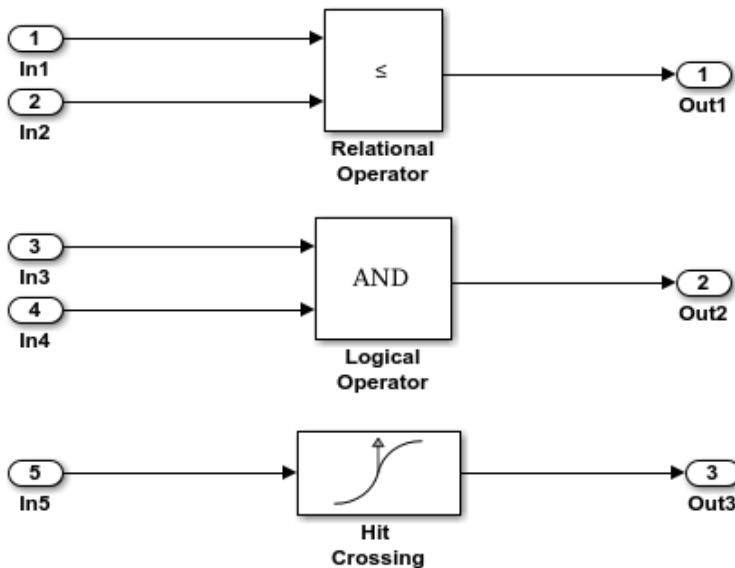 1
In1
2
In2
≤
Relational
Operator
1
Out1
3
In3
4
In4
AND
Logical
Operator
2
Out2
5
In5
Hit
Crossing
3
Out3